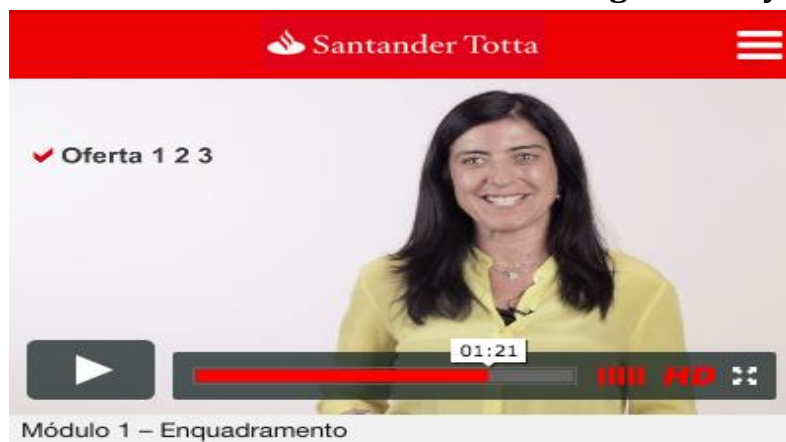 Santander Totta
Oferta 1 2 3
01:21
HD
Módulo 1 – Enquadramento